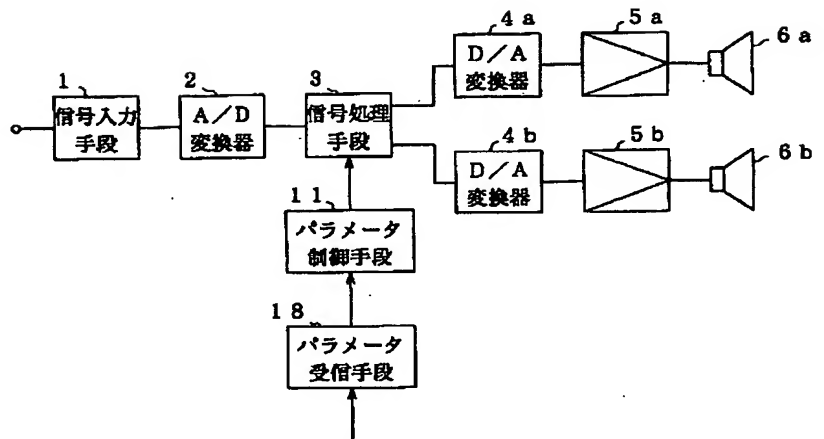 1
信号入力
手段
2
A/D
変換器
3
信号処理
手段
4a
D/A
変換器
5a
6a
4b
D/A
変換器
5b
6b
11
パラメータ
制御手段
18
パラメータ
受信手段